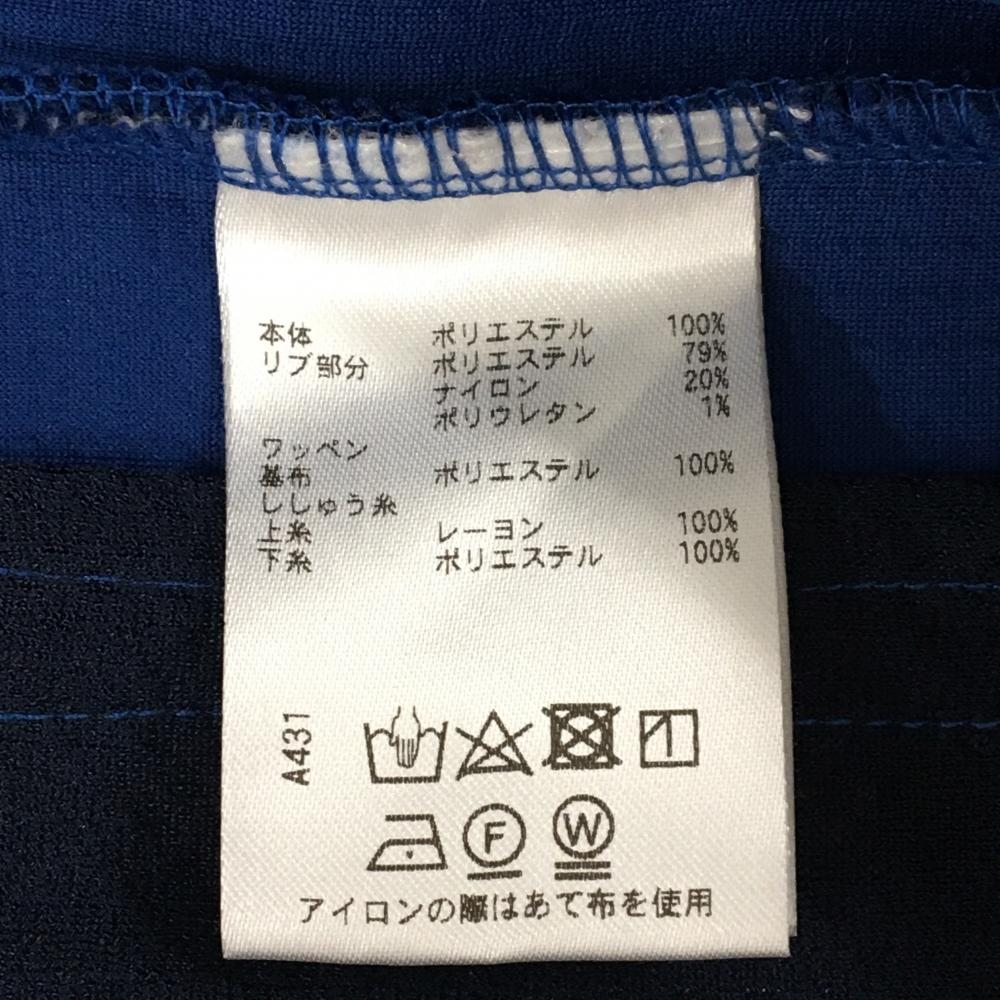 本体 ポリエステル 100%
リブ部分 ポリエステル 79%
ナイロン 20%
ポリウレタン 1%
ワッペン
基布 ポリエステル 100%
ししゅう糸
上糸 レーヨン 100%
下糸 ポリエステル 100%
A431
F W
アイロンの際はあて布を使用